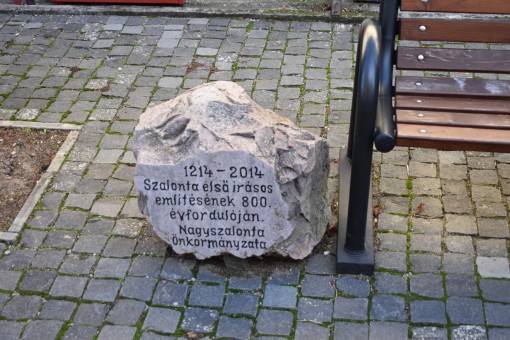 1214 - 2014
Szalonta első írásos
említésének 800.
évfordulóján.
Nagyszalonta
Önkormányzata